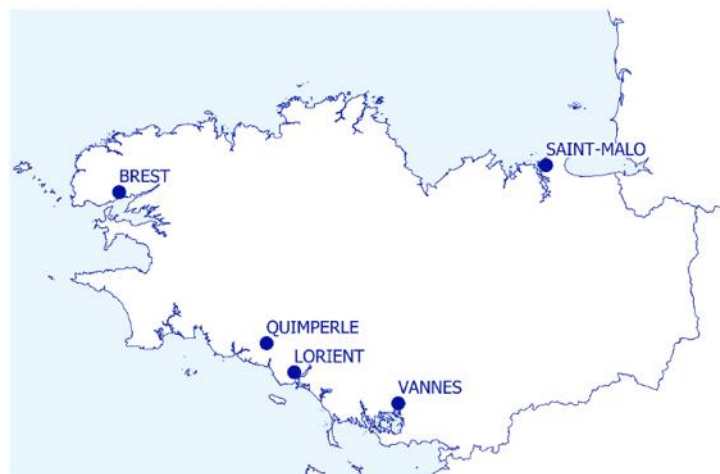 SAINT-MALO
BREST
QUIMPERLE
LORIENT
VANNES